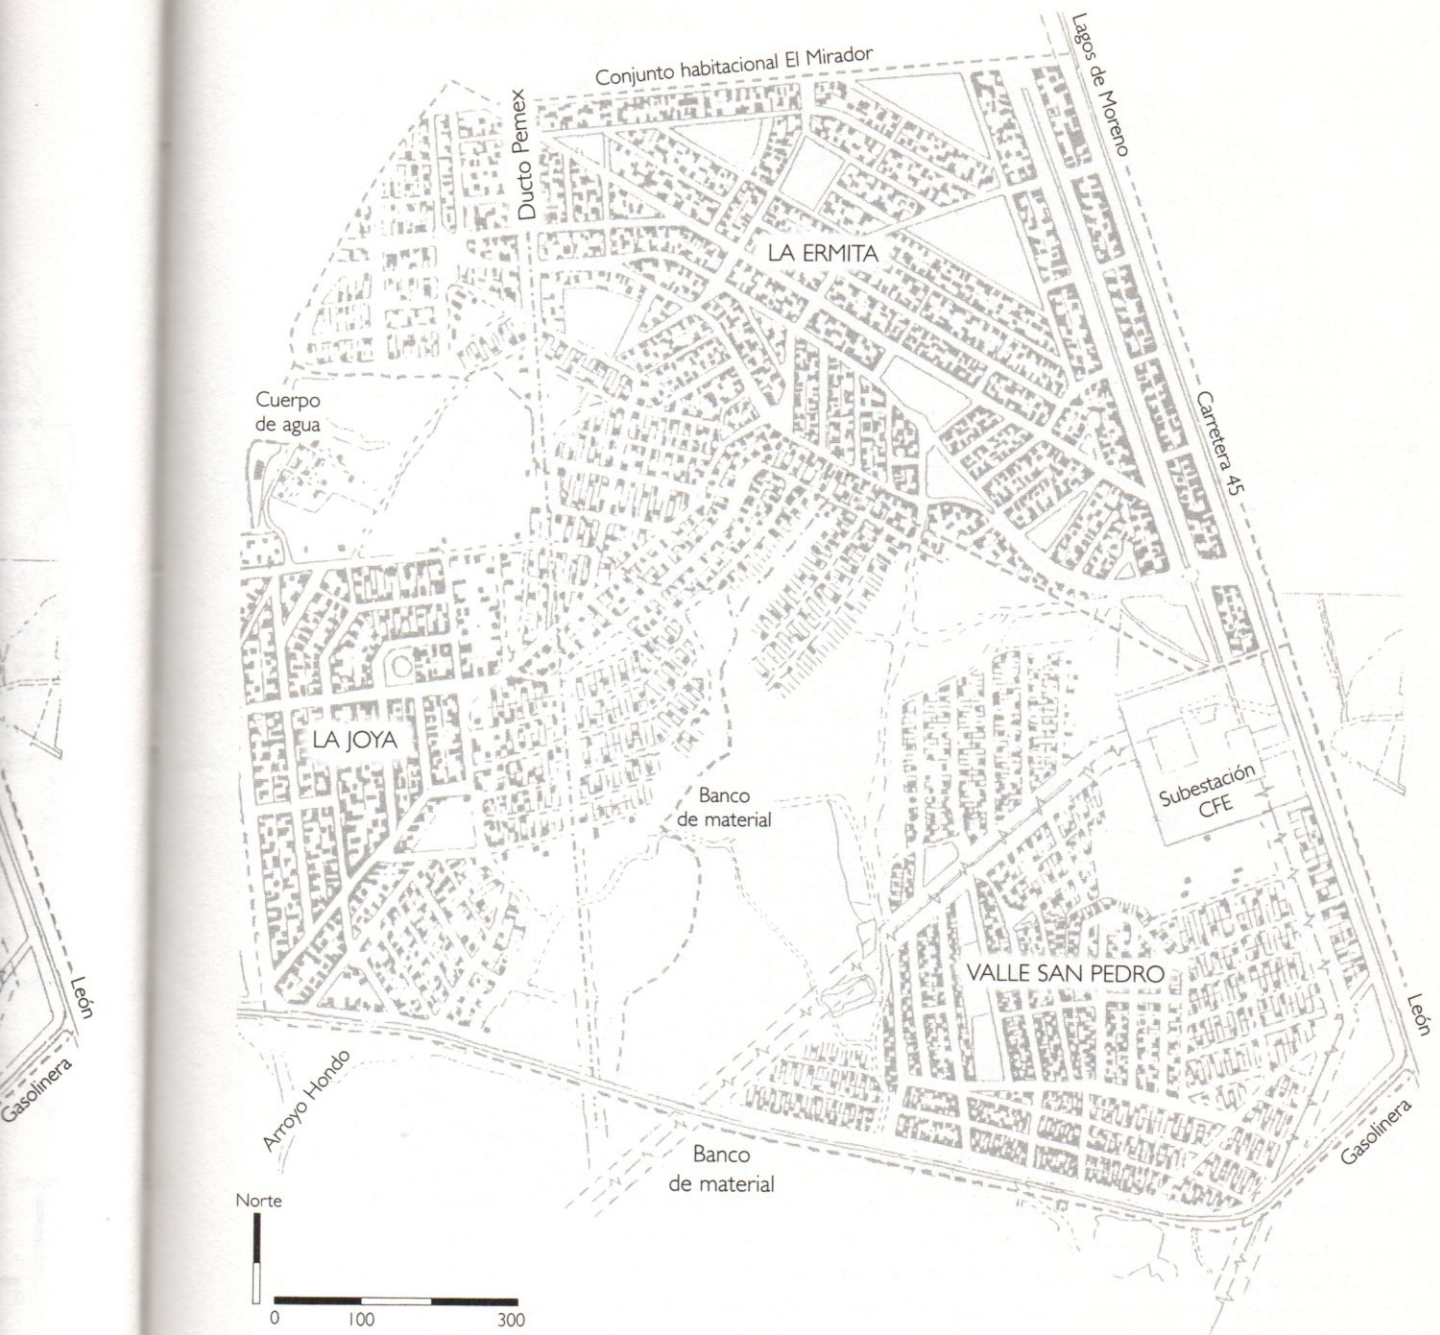 Conjunto habitacional El Mirador
Lagos de Moreno
Ducto Pemex
LA ERMITA
Cuerpo
de agua
Carretera 45
LA JOYA
Subestación
CFE
Banco
de material
VALLE SAN PEDRO
León
León
Gasolinera
Gasolinera
Arroyo Hondo
Banco
de material
Norte
0 100 300